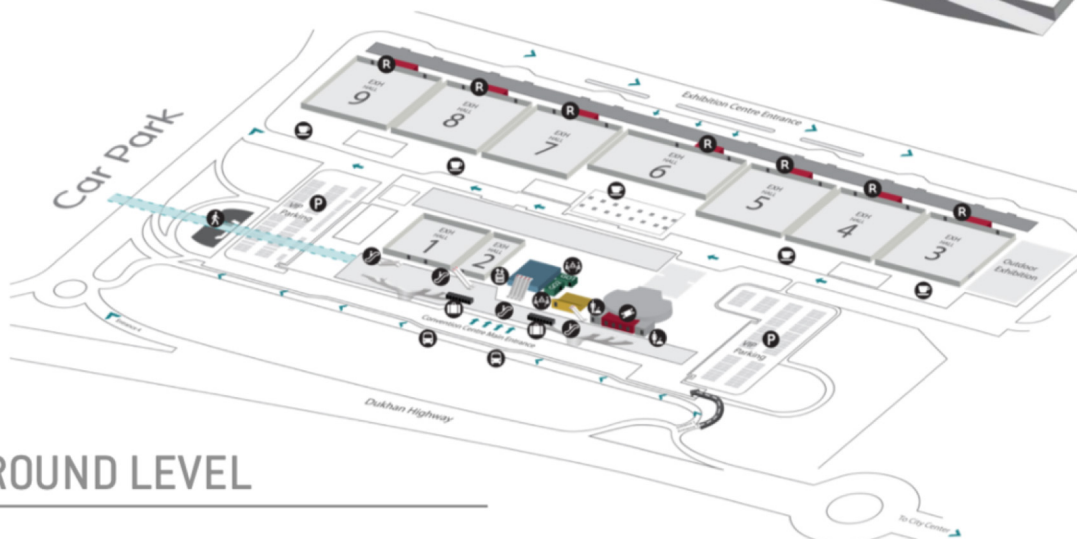 R
EXH
HALL
9
R
EXH
HALL
8
R
EXH
HALL
7
R
EXH
HALL
6
R
EXH
HALL
5
R
EXH
HALL
4
R
EXH
HALL
3
Exhibition Centre Entrance
Outdoor
Exhibition
Car Park
P
VIP
Parking
EXH
HALL
1
EXH
HALL
2
Convention Centre Main Entrance
P
VIP
Parking
Dukhan Highway
ROUND LEVEL
To City Center